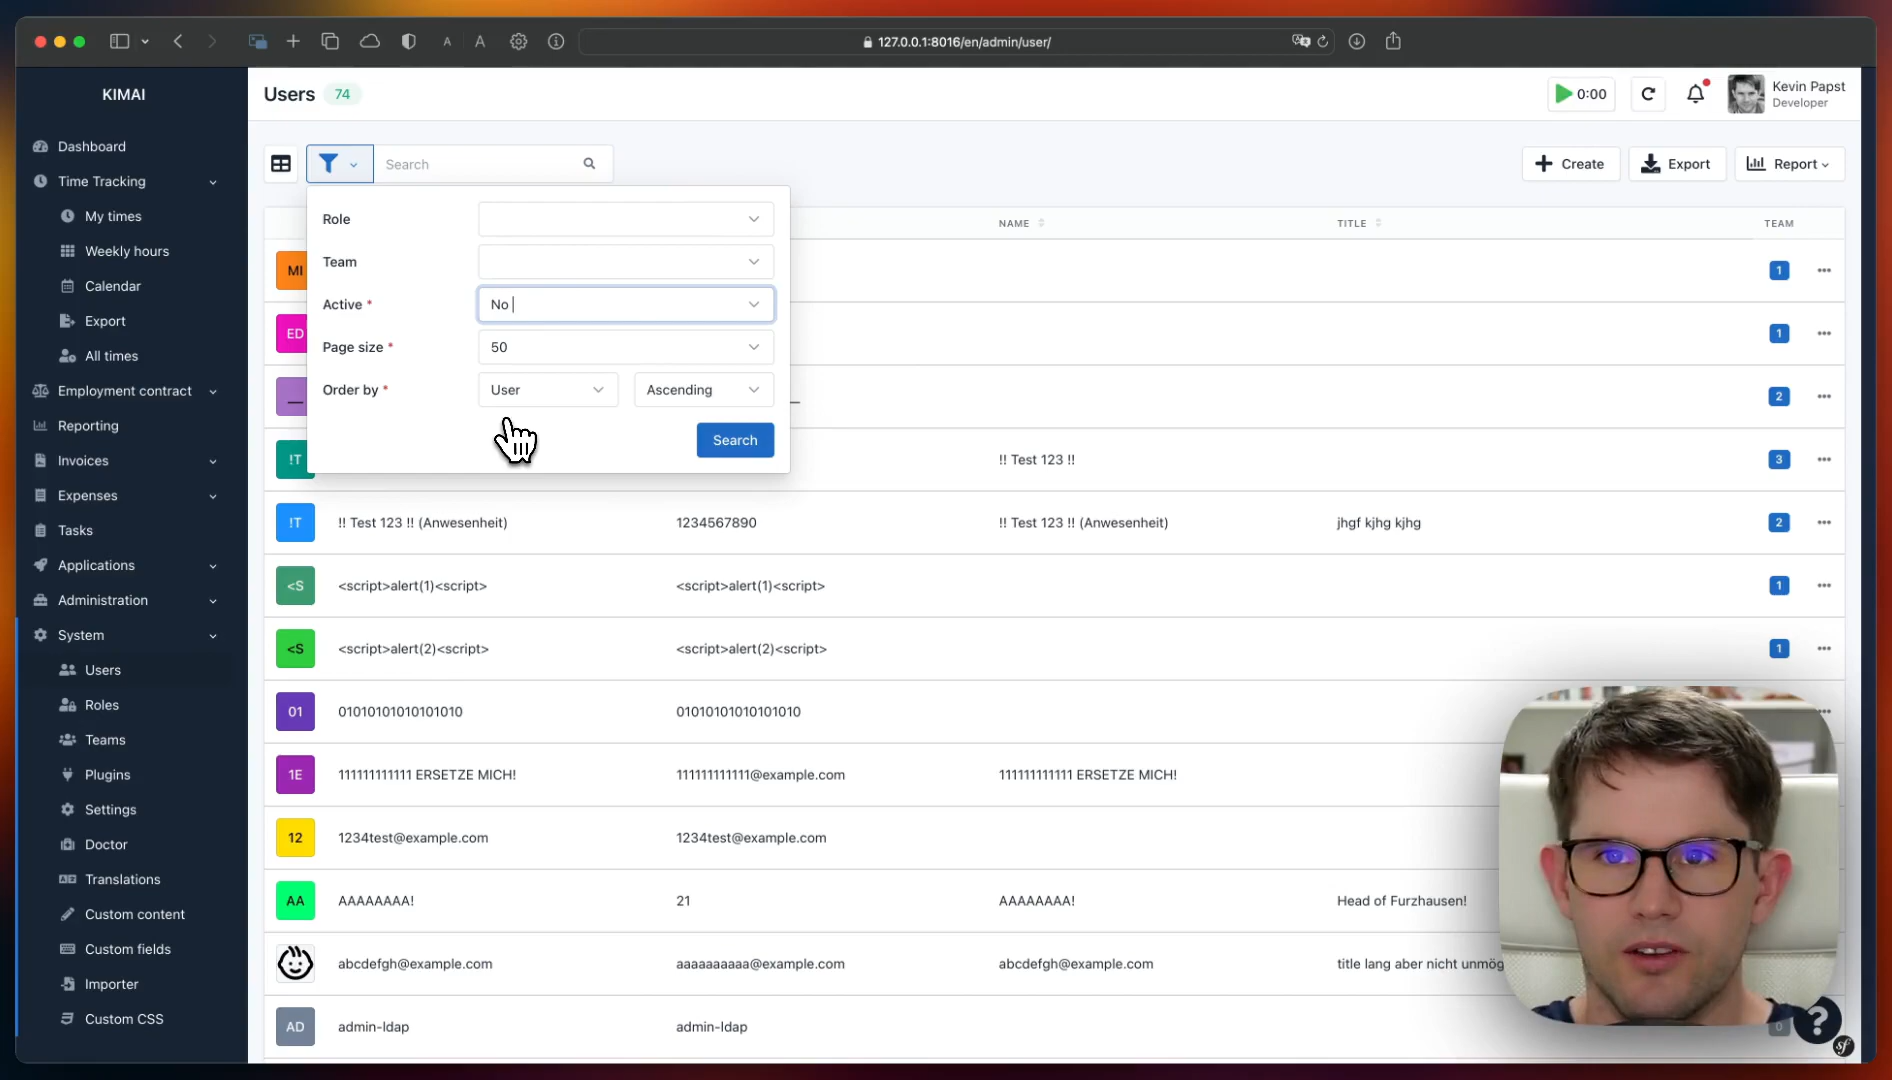 127.0.0.1:8016/en/admin/user/
KIMAI
Users 74
0:00
Kevin Papst
Developer
Dashboard
Time Tracking
My times
Weekly hours
Calendar
Export
All times
Employment contract
Reporting
Invoices
Expenses
Tasks
Applications
Administration
System
Users
Roles
Teams
Plugins
Settings
Doctor
Translations
Custom content
Custom fields
Importer
Custom CSS
Search
Create
Export
Report
Role
Team
Active * No
Page size * 50
Order by * User Ascending
Search
NAME TITLE TEAM
MI 1
ED 1
__ 2
!T !! Test 123 !! 3
!T !! Test 123 !! (Anwesenheit) 1234567890 !! Test 123 !! (Anwesenheit) jhgf kjhg kjhg 2
<S <script>alert(1)<script> <script>alert(1)<script> 1
<S <script>alert(2)<script> <script>alert(2)<script> 1
01 01010101010101010 01010101010101010
1E 111111111111 ERSETZE MICH! 111111111111@example.com 111111111111 ERSETZE MICH!
12 1234test@example.com 1234test@example.com
AA AAAAAAAA! 21 AAAAAAAA! Head of Furzhausen!
abcdefgh@example.com aaaaaaaaaa@example.com abcdefgh@example.com title lang aber nicht unmög
AD admin-ldap admin-ldap 0
?
sf